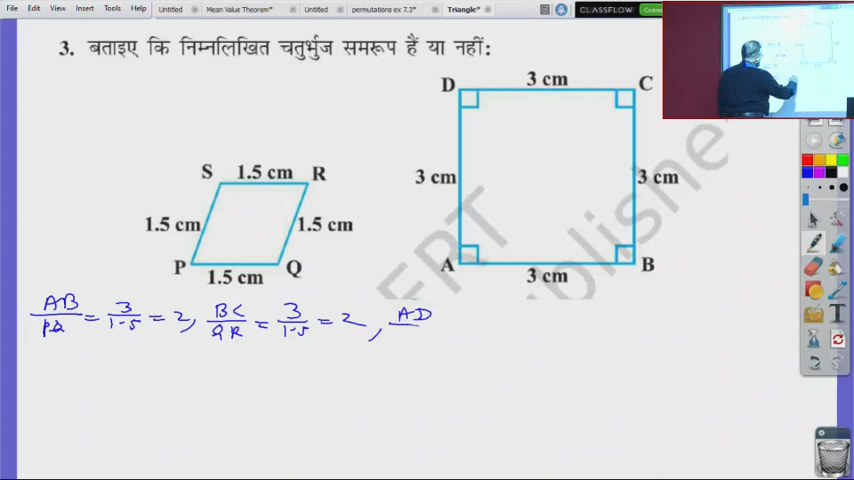 File View Insert Tools Help Untitled Mean Value Theorem* Untitled permutations ex 7.3* Triangle* CLASSFLOW
3. बताइए कि निम्नलिखित चतुर्भुज समरूप हैं या नहीं:
D 3 cm C
S 1.5 cm R
3 cm 3 cm
1.5 cm 1.5 cm
P 1.5 cm Q
A 3 cm B
AB/PQ = 3/1.5 = 2, BC/QR = 3/1.5 = 2, AD